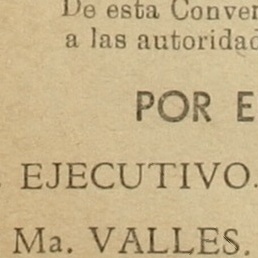 De esta Conven
a las autoridad
POR E
EJECUTIVO.
Ma. VALLES.